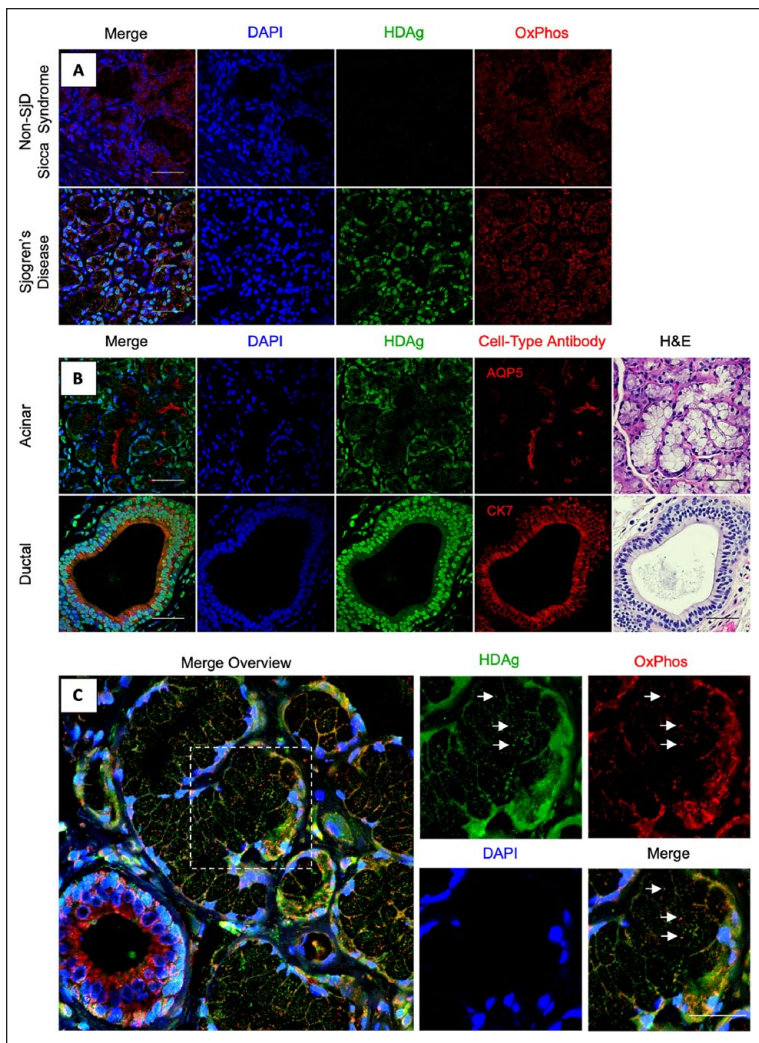 Merge DAPI HDAg OxPhos
A
Non-SjD
Sicca Syndrome
Sjogren's
Disease
Merge DAPI HDAg Cell-Type Antibody H&E
B
Acinar
AQP5
Ductal
CK7
Merge Overview HDAg OxPhos
C
DAPI Merge